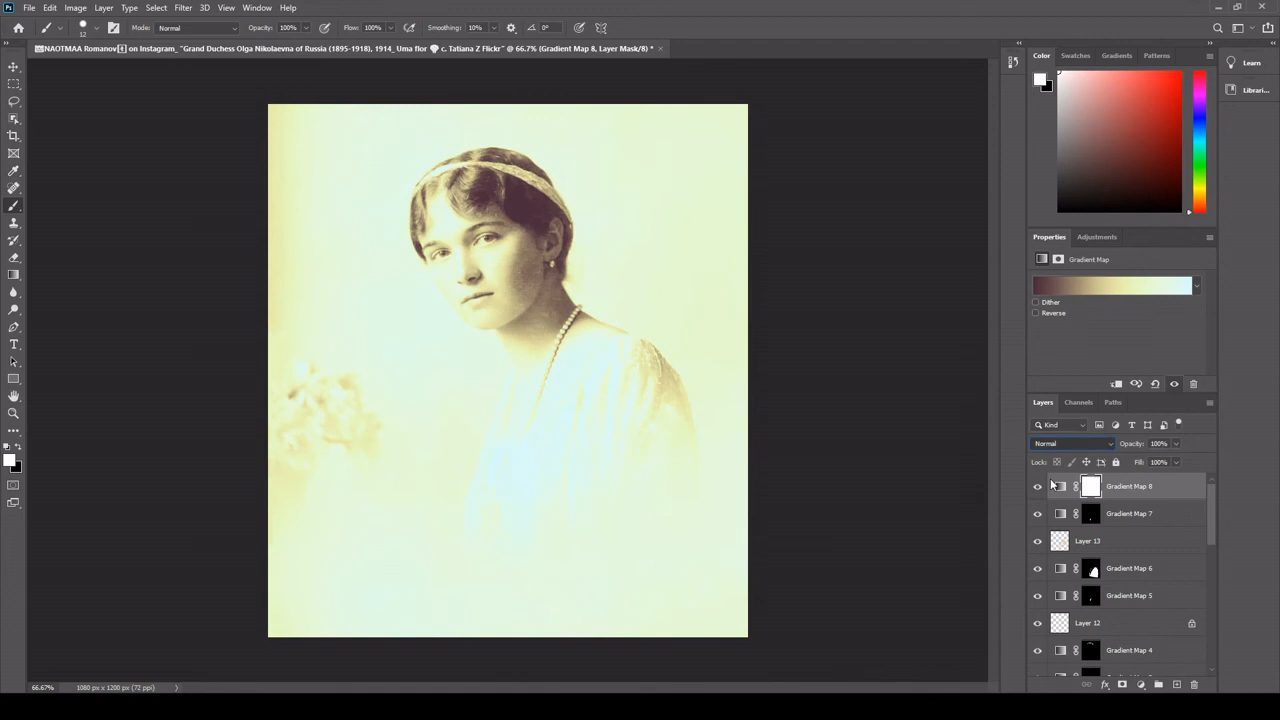 File Edit Image Layer Type Select Filter 3D View Window Help
Mode: Normal Opacity: 100% Flow: 100% Smoothing: 10% 0°
on Instagram_ "Grand Duchess Olga Nikolaevna of Russia (1895-1918), 1914_ Uma flor c. Tatiana Z Flickr" @ 66.7% (Gradient Map 8, Layer Mask/8) *
Color Swatches Gradients Patterns
Learn
Librari...
Properties Adjustments
Gradient Map
Dither
Reverse
Layers Channels Paths
Kind
Normal Opacity: 100%
Lock: Fill: 100%
Gradient Map 8
Gradient Map 7
Layer 13
Gradient Map 6
Gradient Map 5
Layer 12
Gradient Map 4
66.67% 1080 px x 1200 px (72 ppi)